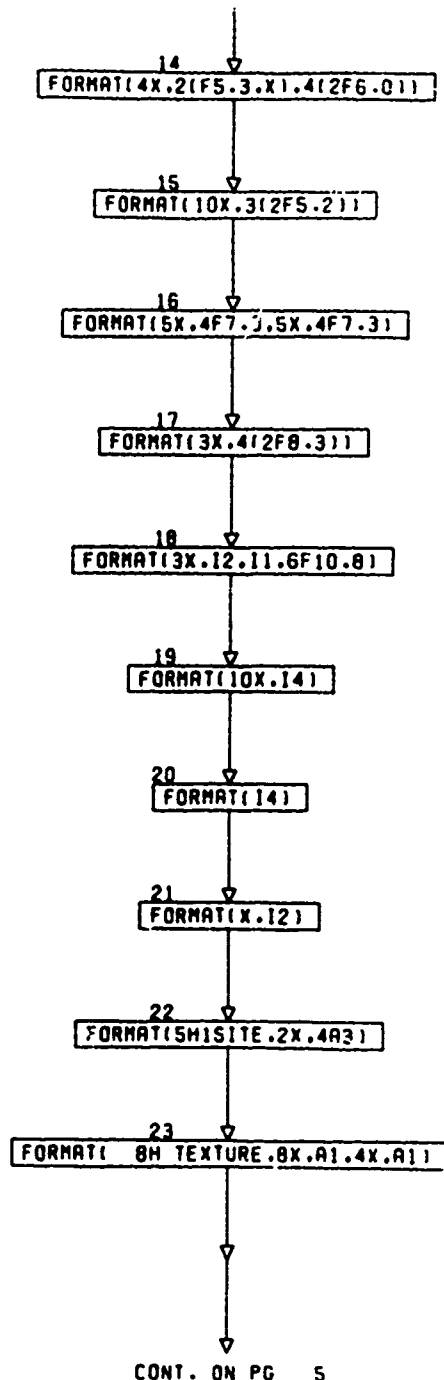 14
FORMAT(4X.2(F5.3.X).4(2F6.0))
15
FORMAT(10X.3(2F5.2))
16
FORMAT(5X.4F7.3.5X.4F7.3)
17
FORMAT(3X.4(2F8.3))
18
FORMAT(3X.I2.I1.6F10.8)
19
FORMAT(10X.I4)
20
FORMAT(I4)
21
FORMAT(X.I2)
22
FORMAT(5H1SITE.2X.4A3)
23
FORMAT( 8H TEXTURE.8X.A1.4X.A1)
CONT. ON PG 5